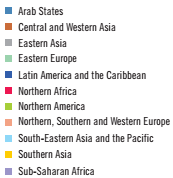 Arab States
Central and Western Asia
Eastern Asia
Eastern Europe
Latin America and the Caribbean
Northern Africa
Northern America
Northern, Southern and Western Europe
South-Eastern Asia and the Pacific
Southern Asia
Sub-Saharan Africa